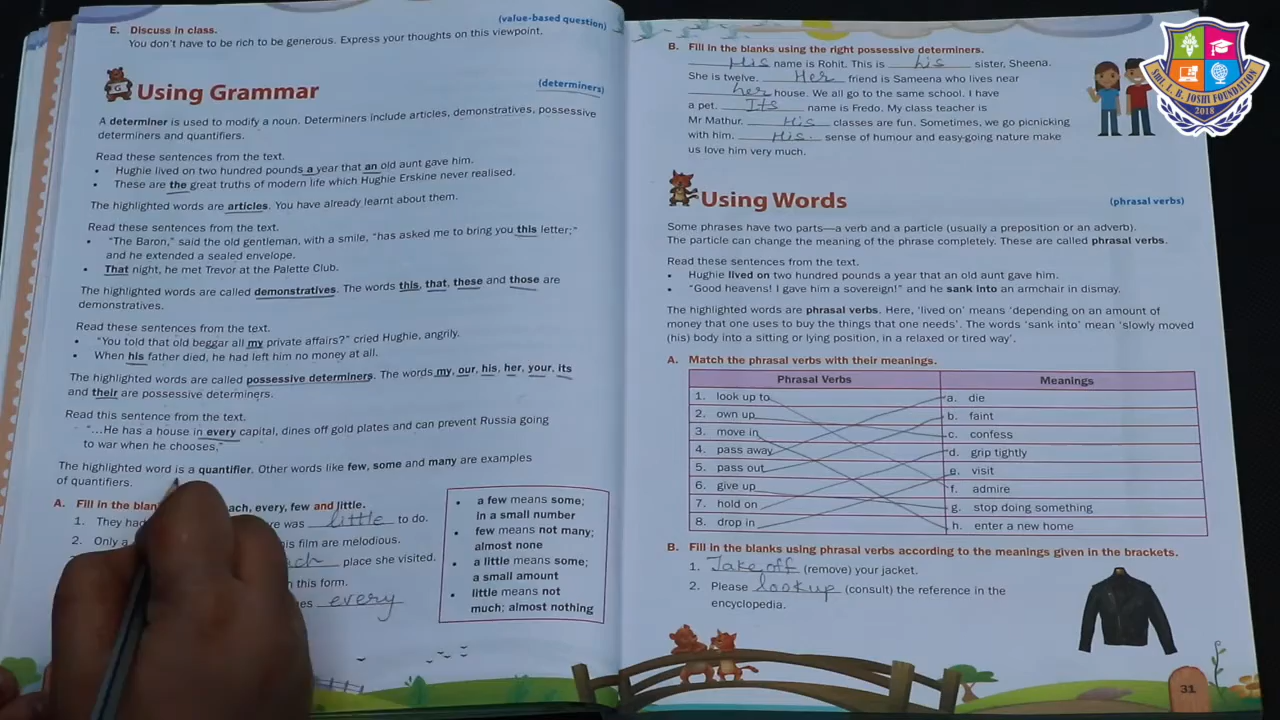 (value-based question)
E. Discuss in class.
You don't have to be rich to be generous. Express your thoughts on this viewpoint.
G
Using Grammar
(determiners)
A determiner is used to modify a noun. Determiners include articles, demonstratives, possessive
determiners and quantifiers.
Read these sentences from the text.
• Hughie lived on two hundred pounds a year that an old aunt gave him.
• These are the great truths of modern life which Hughie Erskine never realised.
The highlighted words are articles. You have already learnt about them.
Read these sentences from the text.
• "The Baron," said the old gentleman, with a smile, "has asked me to bring you this letter;"
and he extended a sealed envelope.
• That night, he met Trevor at the Palette Club.
The highlighted words are called demonstratives. The words this, that, these and those are
demonstratives.
Read these sentences from the text.
• "You told that old beggar all my private affairs?" cried Hughie, angrily.
• When his father died, he had left him no money at all.
The highlighted words are called possessive determiners. The words my, our, his, her, your, its
and their are possessive determiners.
Read this sentence from the text.
"...He has a house in every capital, dines off gold plates and can prevent Russia going
to war when he chooses,"
The highlighted word is a quantifier. Other words like few, some and many are examples
of quantifiers.
A. Fill in the each, every, few and little.
1. They was little to do.
2. Only a film are melodious.
place she visited.
this form.
every
• a few means some;
in a small number
• few means not many;
almost none
• a little means some;
a small amount
• little means not
much; almost nothing
B. Fill in the blanks using the right possessive determiners.
His name is Rohit. This is his sister, Sheena.
She is twelve. Her friend is Sameena who lives near
her house. We all go to the same school. I have
a pet. Its name is Fredo. My class teacher is
Mr Mathur. His classes are fun. Sometimes, we go picnicking
with him. His sense of humour and easy-going nature make
us love him very much.
Using Words
(phrasal verbs)
Some phrases have two parts—a verb and a particle (usually a preposition or an adverb).
The particle can change the meaning of the phrase completely. These are called phrasal verbs.
Read these sentences from the text.
• Hughie lived on two hundred pounds a year that an old aunt gave him.
• "Good heavens! I gave him a sovereign!" and he sank into an armchair in dismay.
The highlighted words are phrasal verbs. Here, 'lived on' means 'depending on an amount of
money that one uses to buy the things that one needs'. The words 'sank into' mean 'slowly moved
(his) body into a sitting or lying position, in a relaxed or tired way'.
A. Match the phrasal verbs with their meanings.
Phrasal Verbs Meanings
1. look up to a. die
2. own up b. faint
3. move in c. confess
4. pass away d. grip tightly
5. pass out e. visit
6. give up f. admire
7. hold on g. stop doing something
8. drop in h. enter a new home
B. Fill in the blanks using phrasal verbs according to the meanings given in the brackets.
1. Take off (remove) your jacket.
2. Please lookup (consult) the reference in the
encyclopedia.
31
SHRI. L. B. JOSHI FOUNDATION
2018